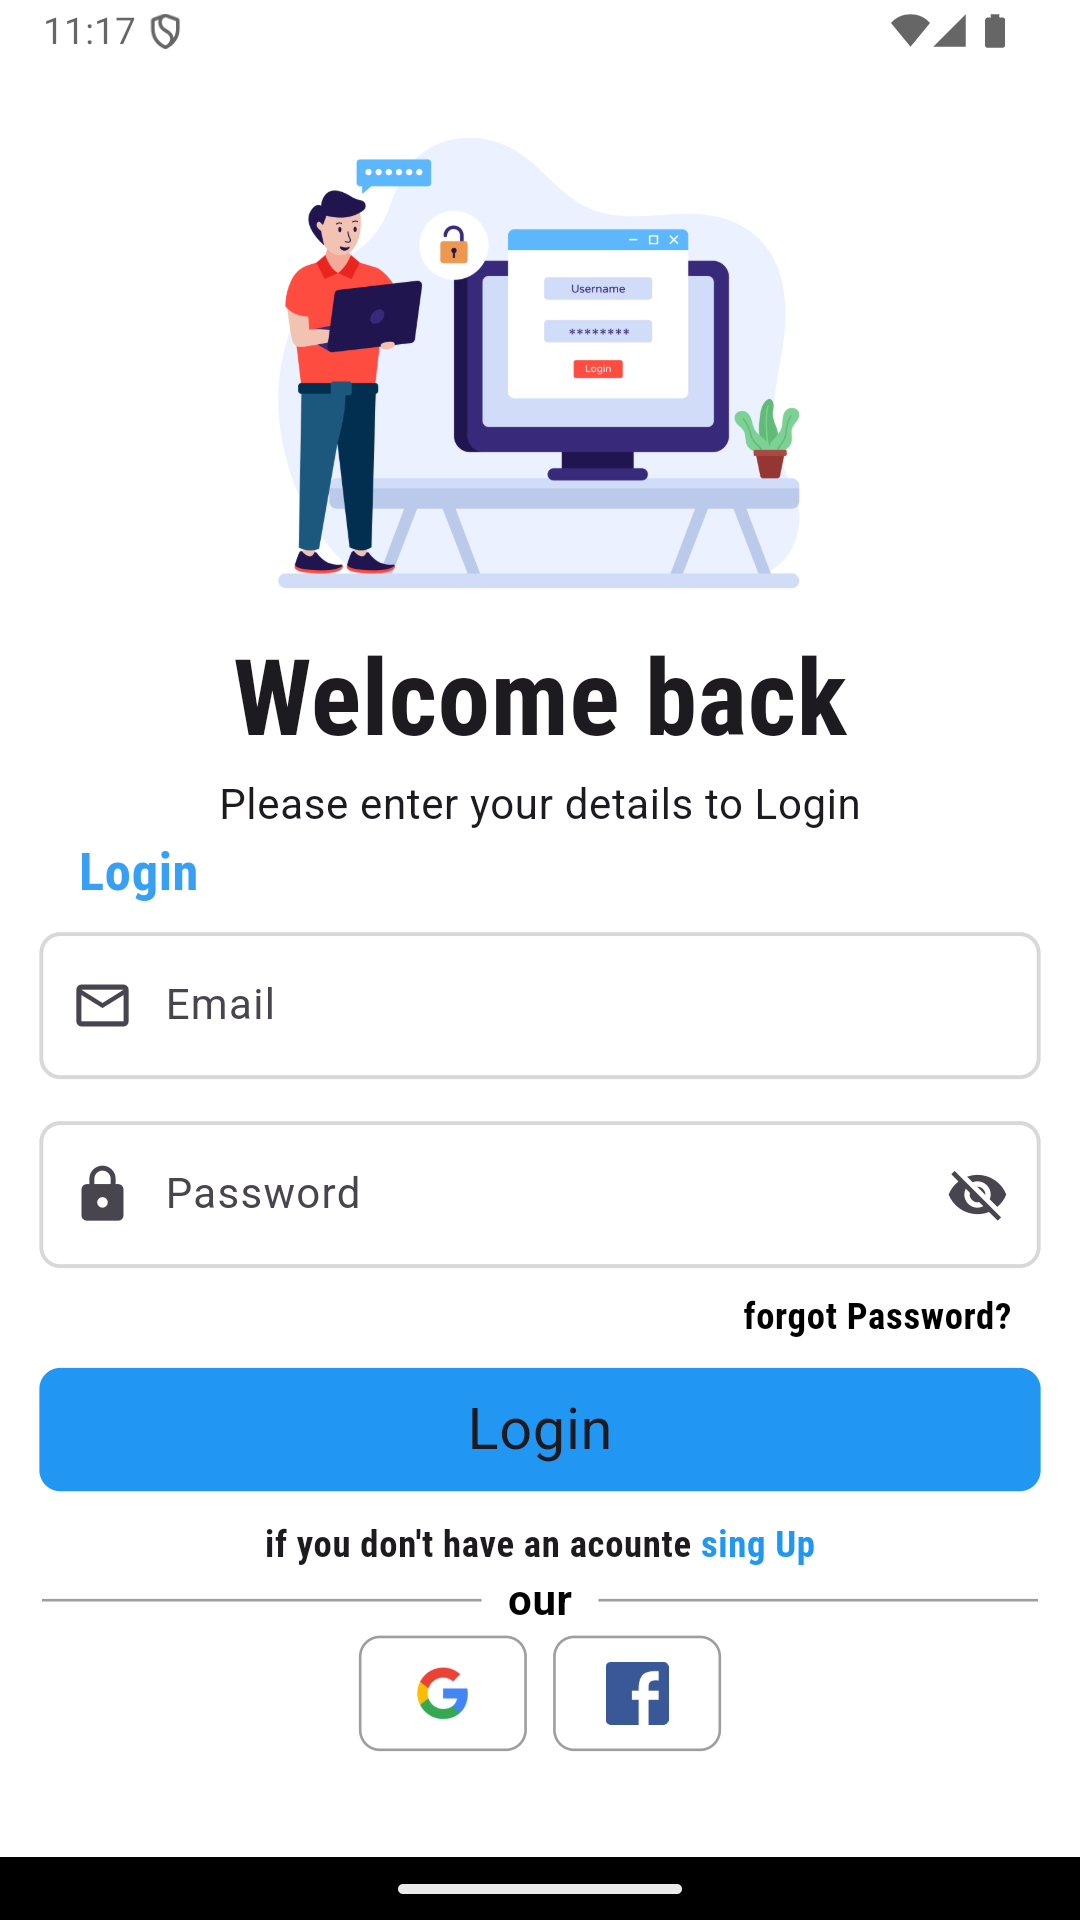 11:17
Username
********
Login
Welcome back
Please enter your details to Login
Login
Email
Password
forgot Password?
Login
if you don't have an acounte sing Up
our